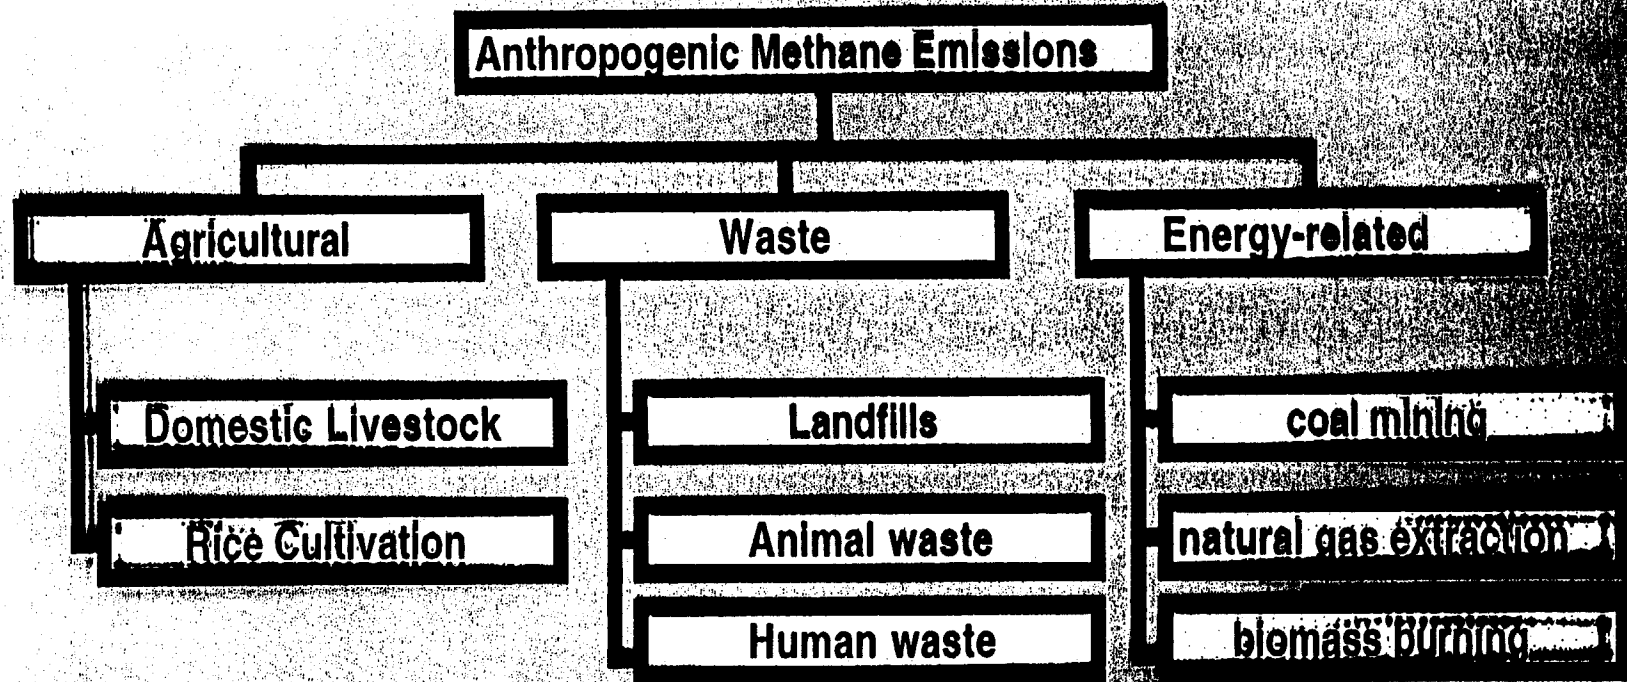 Anthropogenic Methane Emissions
Agricultural
Waste
Energy-related
Domestic Livestock
Landfills
coal mining
Rice Cultivation
Animal waste
natural gas extraction
Human waste
biomass burning